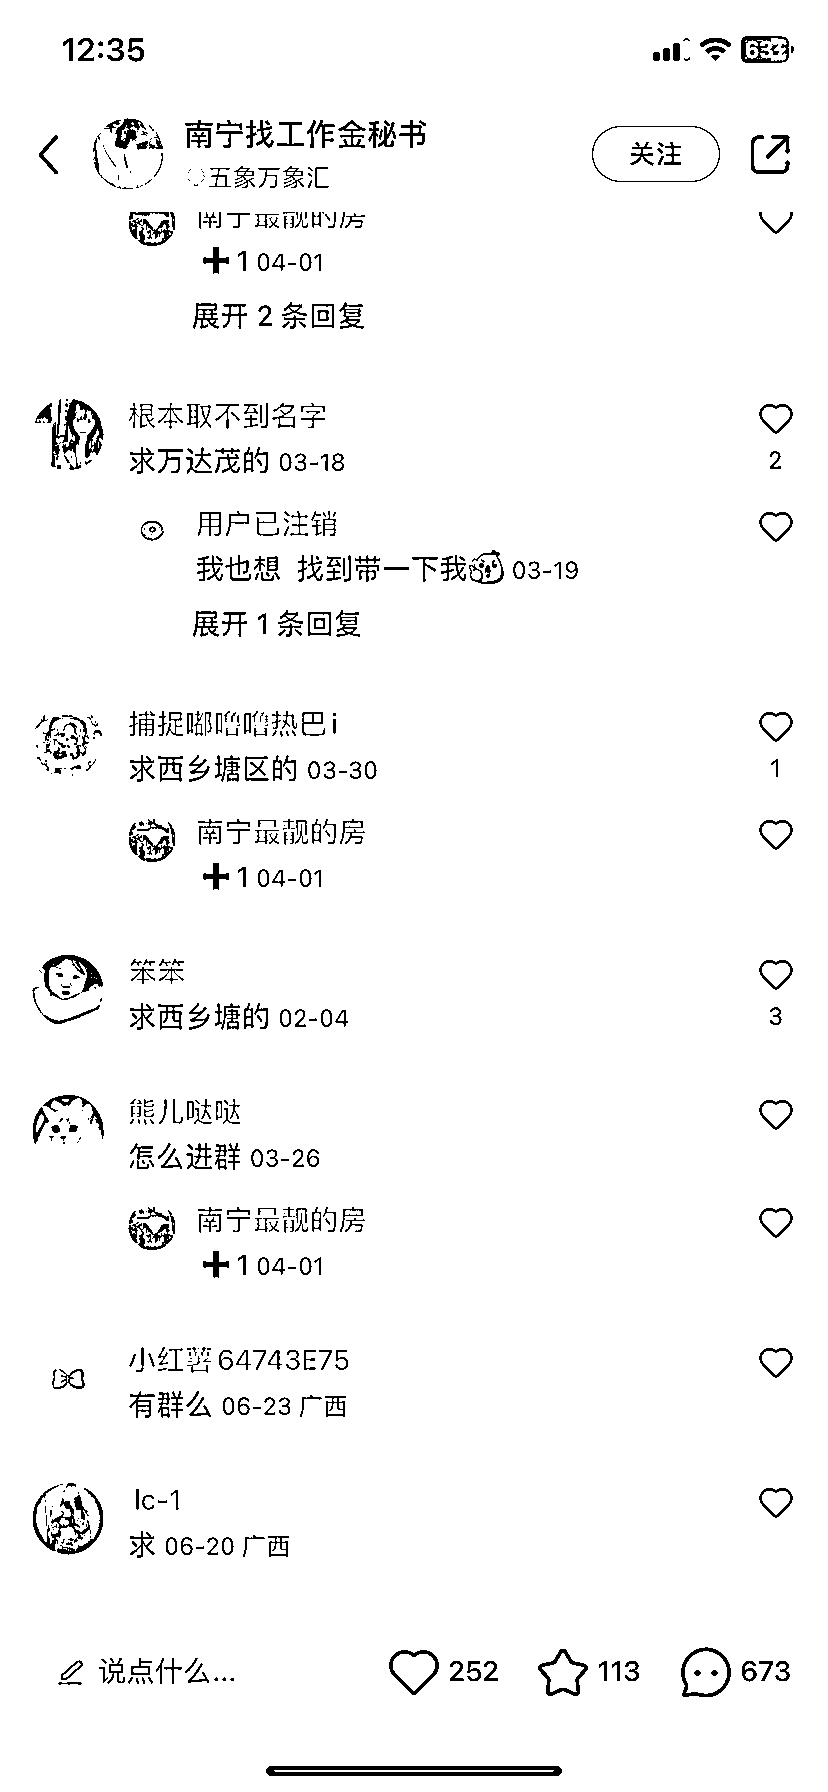 12:35
63
南宁找工作金秘书
关注
五象万象汇
南宁最靓的房
➕1 04-01
展开 2 条回复
根本取不到名字
求万达茂的 03-18
2
用户已注销
我也想 找到带一下我 03-19
展开 1 条回复
捕捉嘟噜噜热巴i
求西乡塘区的 03-30
1
南宁最靓的房
➕1 04-01
笨笨
求西乡塘的 02-04
3
熊儿哒哒
怎么进群 03-26
南宁最靓的房
➕1 04-01
小红薯64743E75
有群么 06-23 广西
lc-1
求 06-20 广西
说点什么...
252
113
673